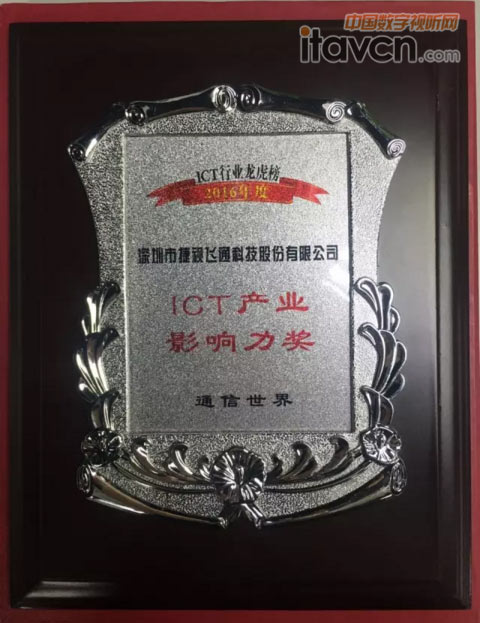 中国数字视听网
itavcn.com
ICT行业龙虎榜
2016年度
深圳市捷视飞通科技股份有限公司
ICT产业
影响力奖
通信世界